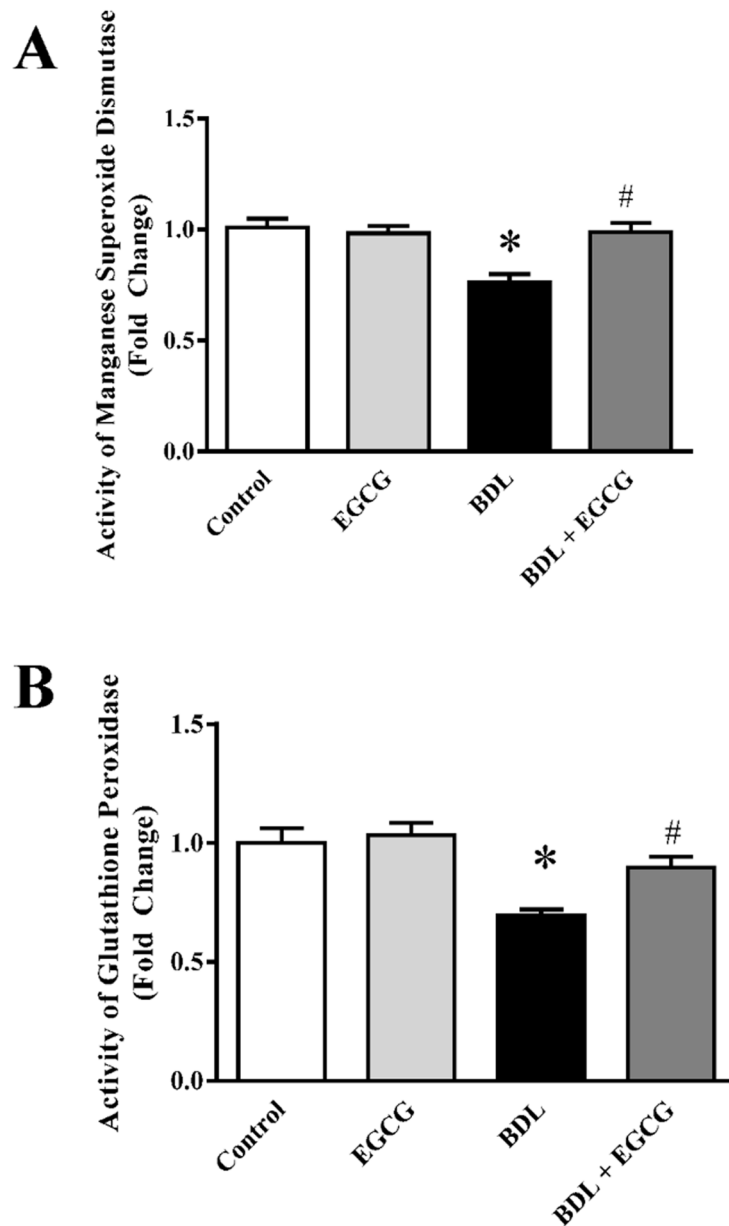 A
Activity of Manganese Superoxide Dismutase
(Fold Change)
1.5
1.0
0.5
0.0
*
#
Control
EGCG
BDL
BDL + EGCG
B
Activity of Glutathione Peroxidase
(Fold Change)
1.5
1.0
0.5
0.0
*
#
Control
EGCG
BDL
BDL + EGCG